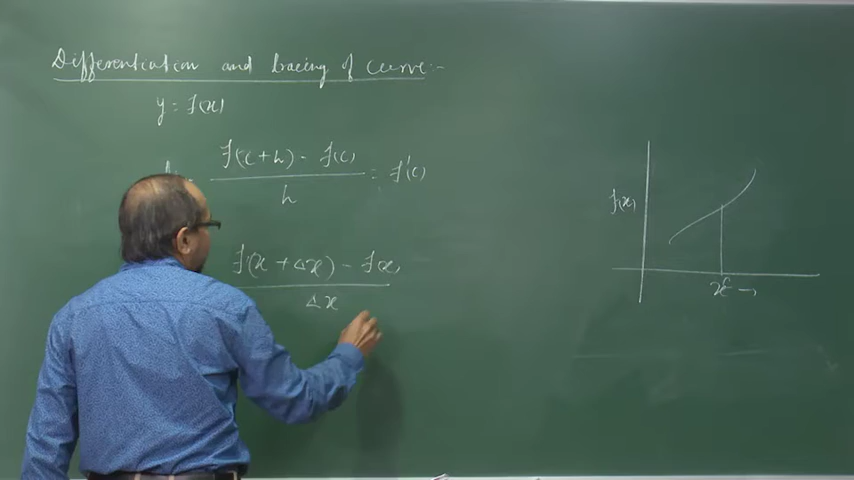 Differentiation and tracing of curve :-
y = f(x)
f(c+h) - f(c)
h
= f'(c)
f(x + Δx) - f(x)
Δx
f(x)